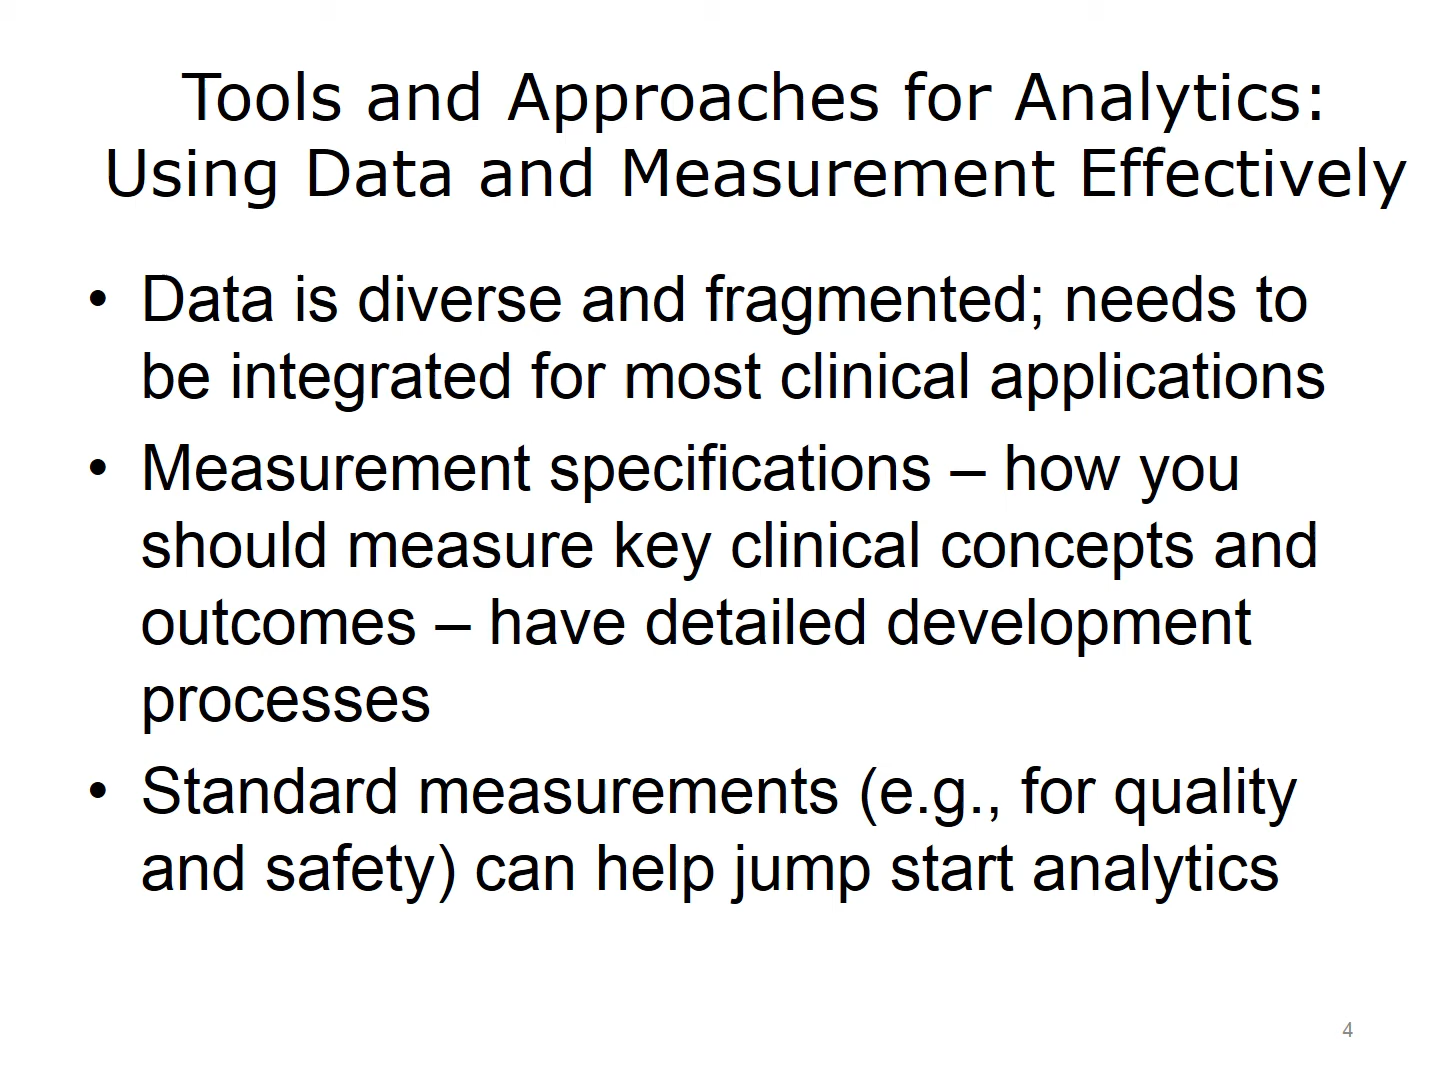 Tools and Approaches for Analytics:
Using Data and Measurement Effectively
• Data is diverse and fragmented; needs to
be integrated for most clinical applications
• Measurement specifications – how you
should measure key clinical concepts and
outcomes – have detailed development
processes
• Standard measurements (e.g., for quality
and safety) can help jump start analytics
4